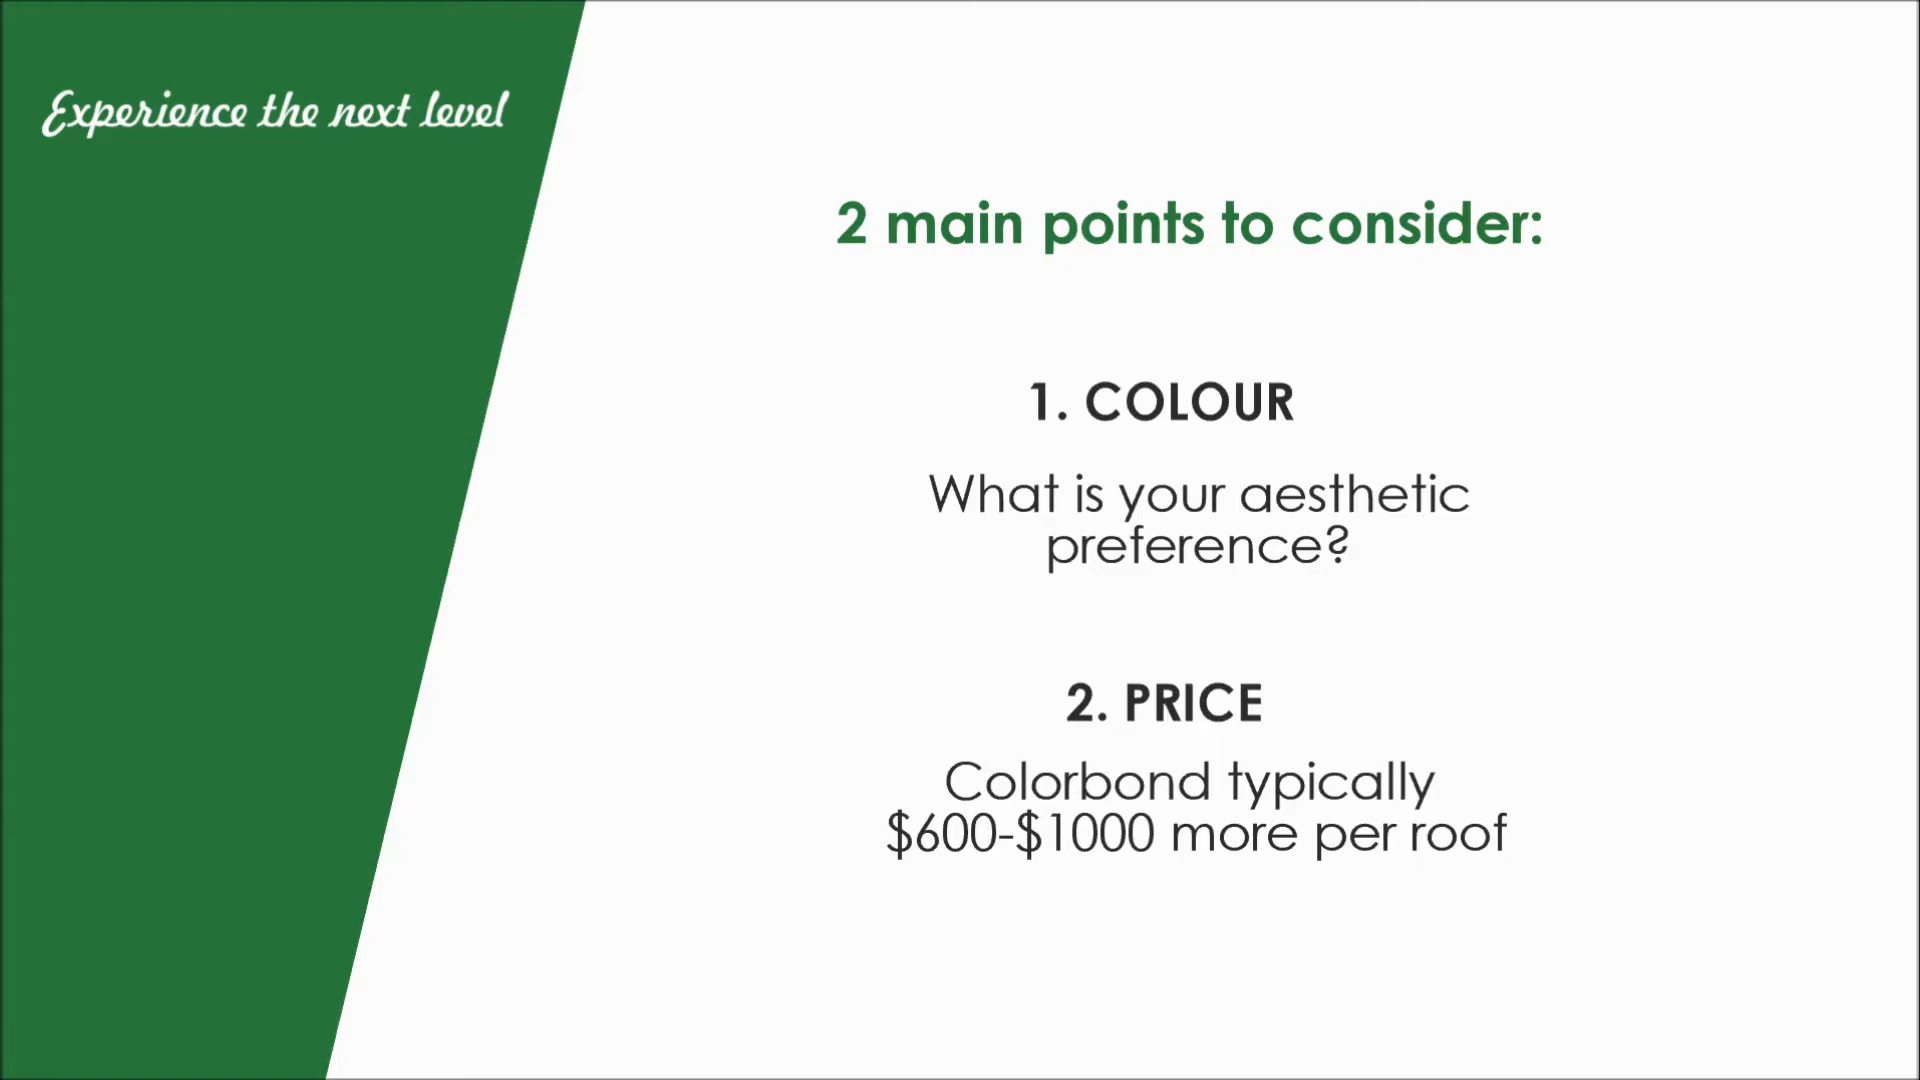 Experience the next level
2 main points to consider:
1. COLOUR
What is your aesthetic
preference?
2. PRICE
Colorbond typically
$600-$1000 more per roof